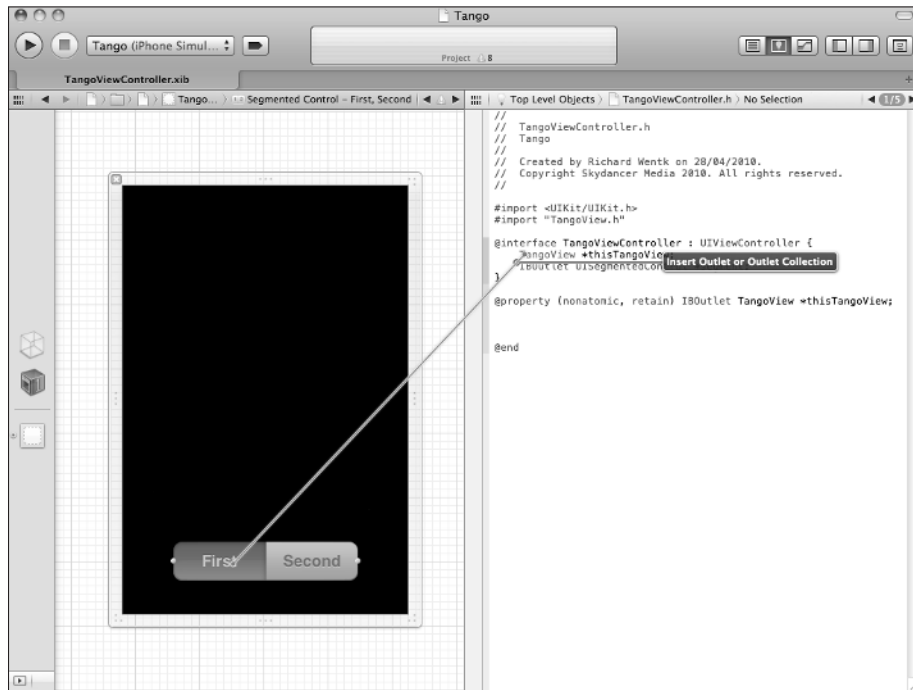 Tango
Tango (iPhone Simul...
Project 8
TangoViewController.xib
Tango... Segmented Control – First, Second
Top Level Objects TangoViewController.h No Selection
1/5
//
// TangoViewController.h
// Tango
//
// Created by Richard Wentk on 28/04/2010.
// Copyright Skydancer Media 2010. All rights reserved.
//
#import <UIKit/UIKit.h>
#import "TangoView.h"
@interface TangoViewController : UIViewController {
TangoView *thisTangoView;
Insert Outlet or Outlet Collection
IBOutlet
}
@property (nonatomic, retain) IBOutlet TangoView *thisTangoView;
@end
First
Second